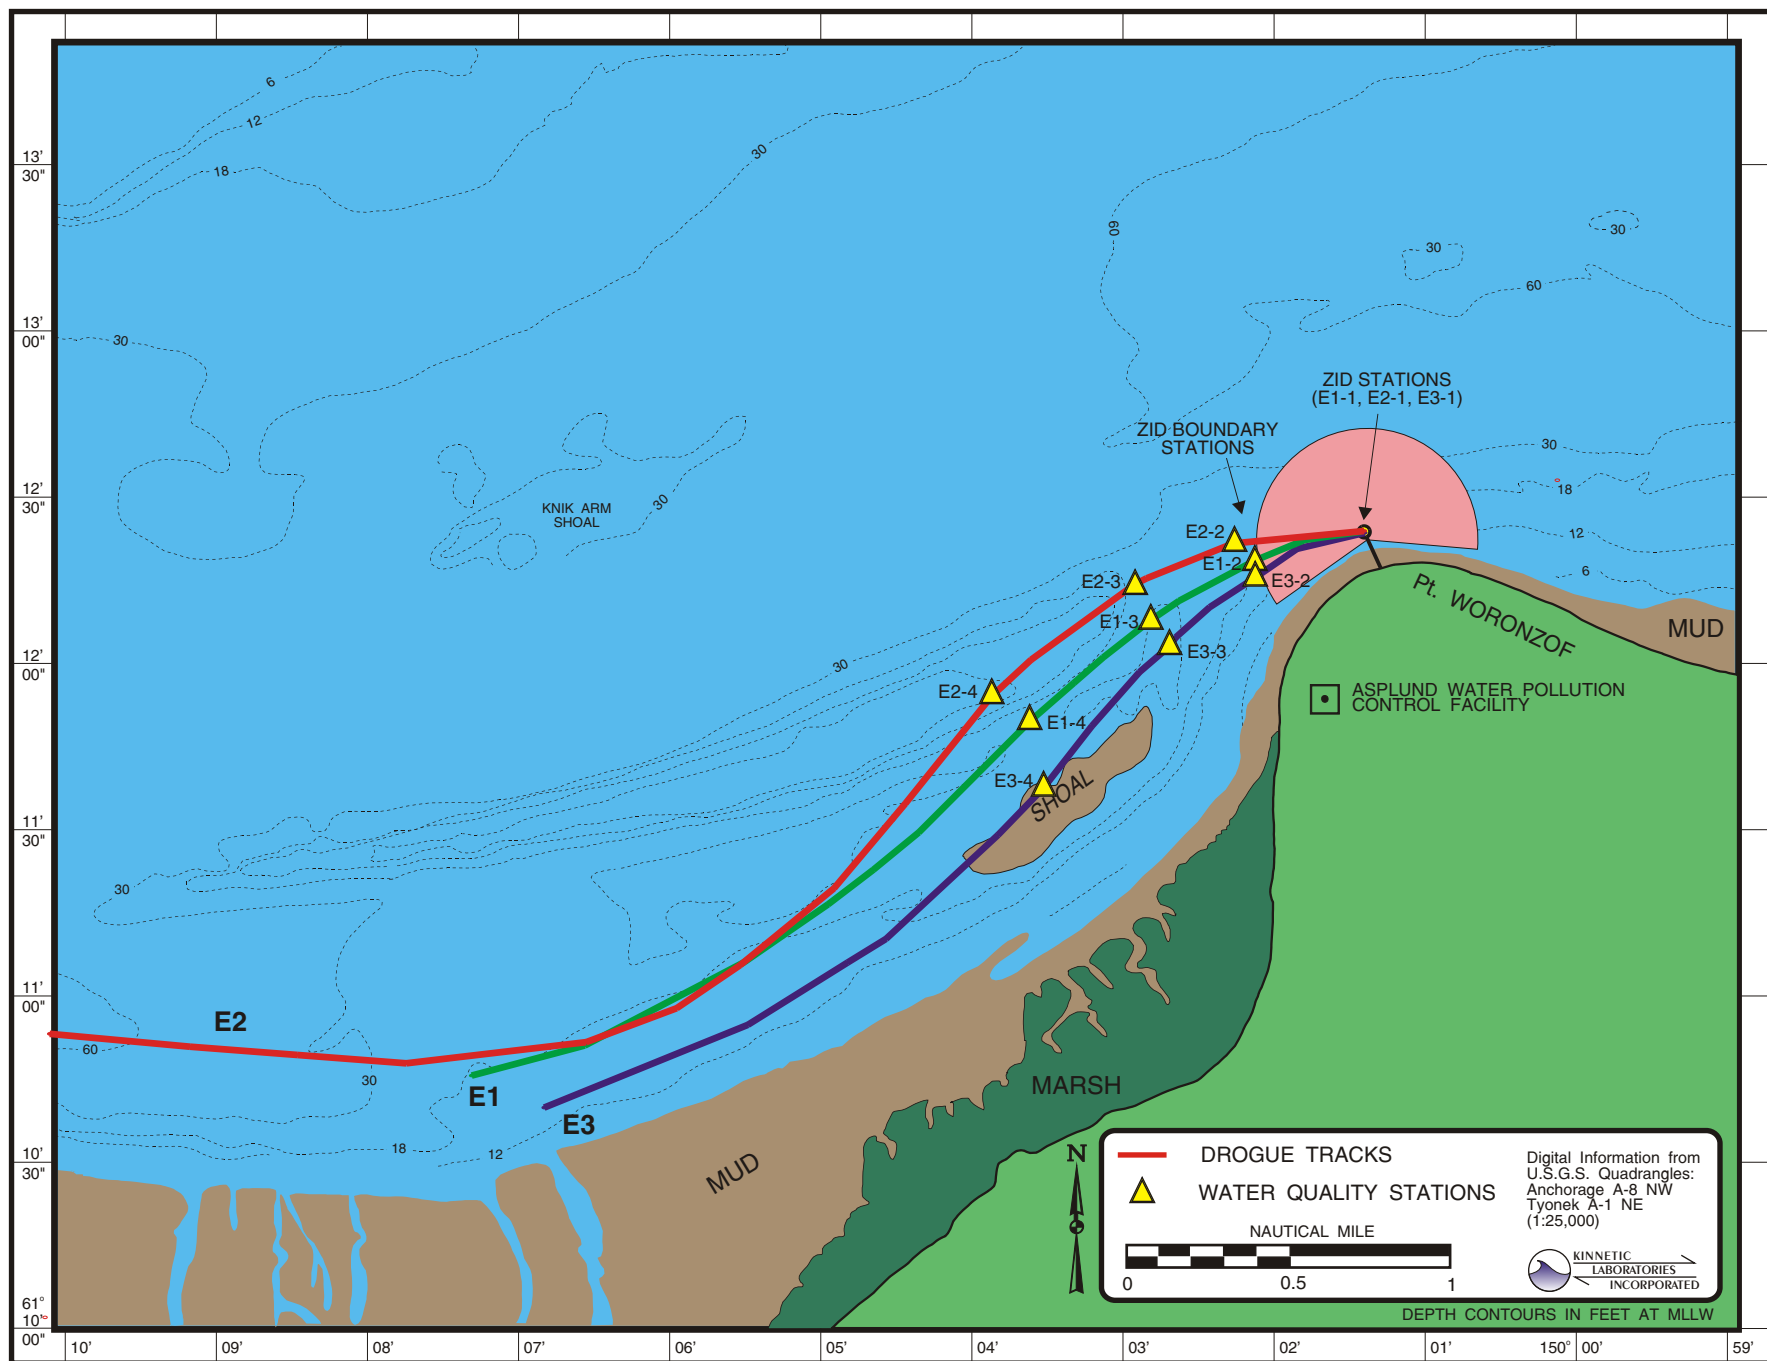 6
12
18
30
60
30
30
60
13'
30"
13'
00"
30
ZID STATIONS
(E1-1, E2-1, E3-1)
ZID BOUNDARY
STATIONS
30
18
12
6
12'
30"
KNIK ARM
SHOAL
30
E2-2
E1-2
E3-2
E2-3
E1-3
E3-3
Pt. WORONZOF
MUD
12'
00"
30
E2-4
E1-4
E3-4
SHOAL
ASPLUND WATER POLLUTION
CONTROL FACILITY
11'
30"
30
11'
00"
E2
60
30
E1
E3
18
12
MARSH
MUD
10'
30"
N
DROGUE TRACKS
WATER QUALITY STATIONS
NAUTICAL MILE
0
0.5
1
Digital Information from
U.S.G.S. Quadrangles:
Anchorage A-8 NW
Tyonek A-1 NE
(1:25,000)
KINNETIC
LABORATORIES
INCORPORATED
DEPTH CONTOURS IN FEET AT MLLW
61°
10'
00"
10'
09'
08'
07'
06'
05'
04'
03'
02'
01'
150° 00'
59'